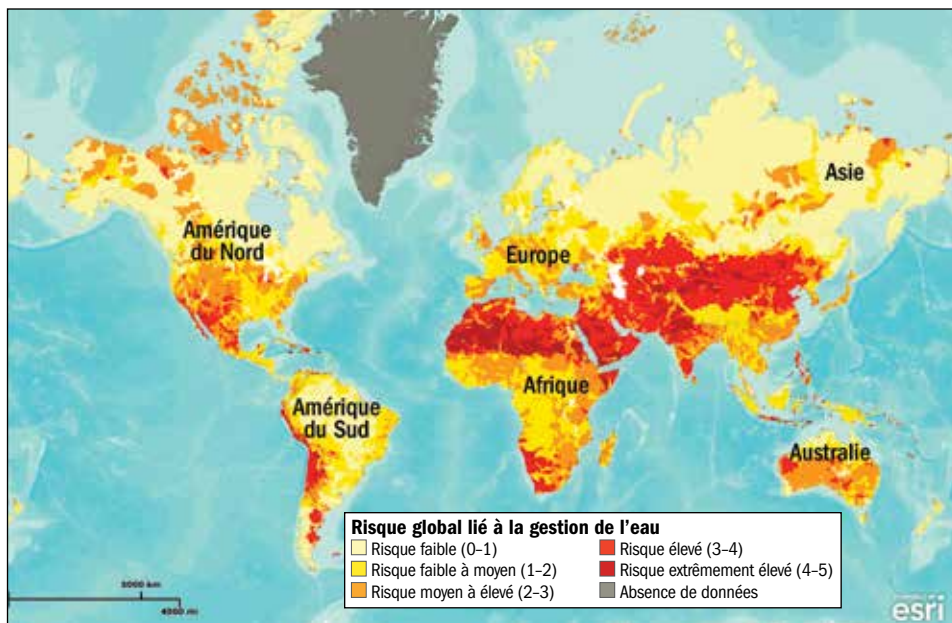 Asie
Amérique
du Nord
Europe
Afrique
Amérique
du Sud
Australie
Risque global lié à la gestion de l’eau
Risque faible (0–1)
Risque faible à moyen (1–2)
Risque moyen à élevé (2–3)
Risque élevé (3–4)
Risque extrêmement élevé (4–5)
Absence de données
km
mi
esri